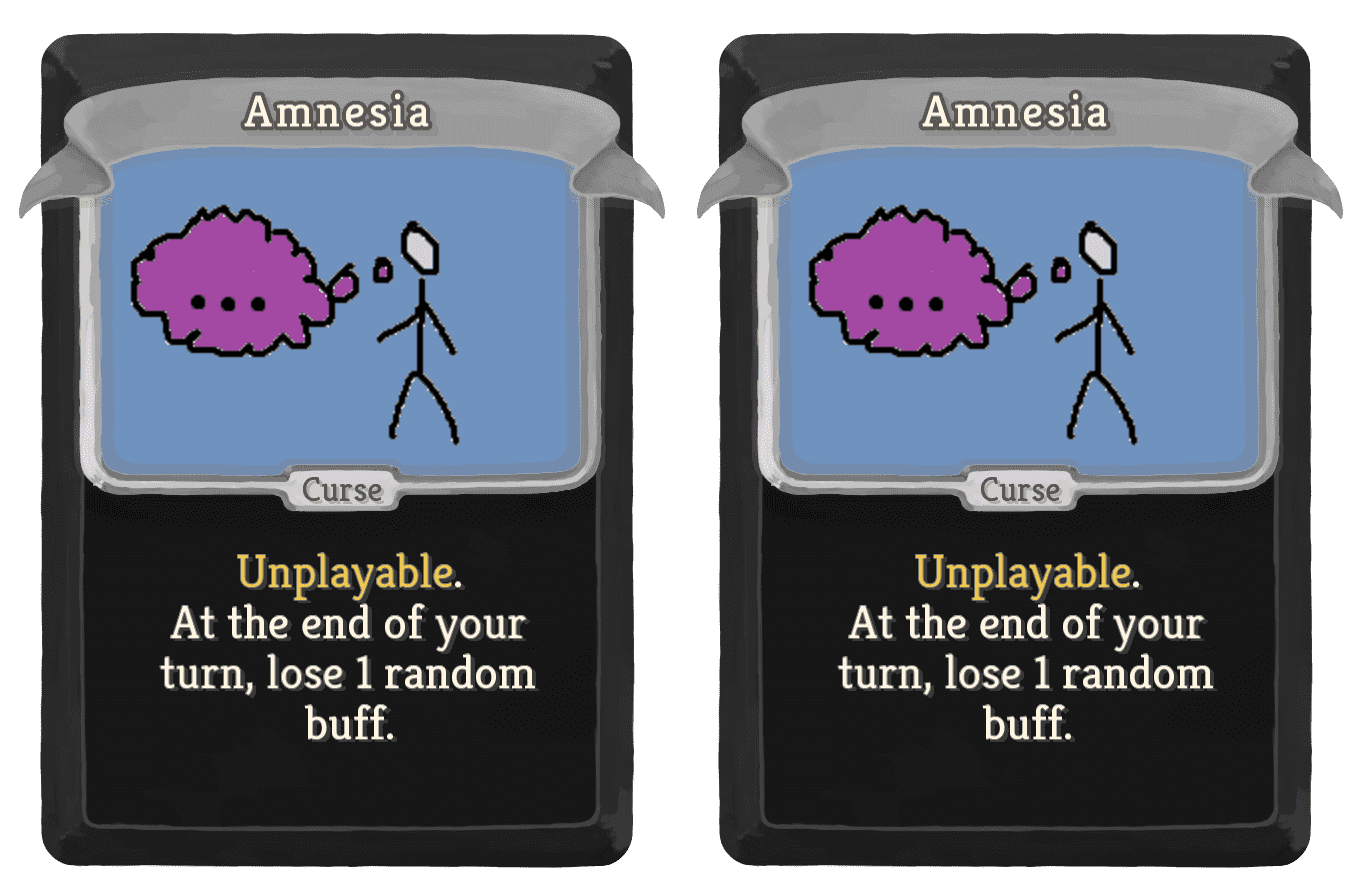 Amnesia
Curse
Unplayable.
At the end of your
turn, lose 1 random
buff.
Amnesia
Curse
Unplayable.
At the end of your
turn, lose 1 random
buff.